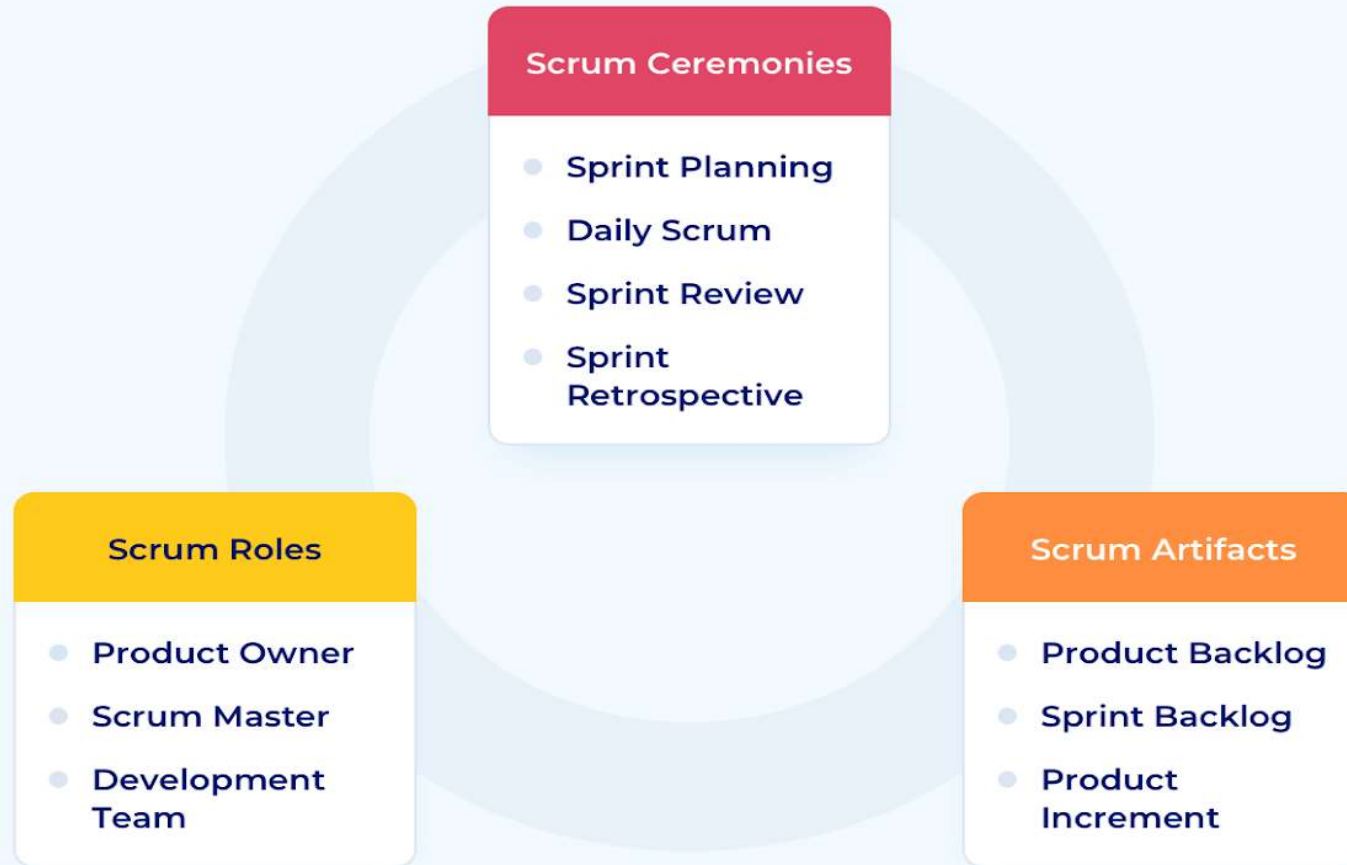 Scrum Ceremonies
Sprint Planning
Daily Scrum
Sprint Review
Sprint
Retrospective
Scrum Roles
Product Owner
Scrum Master
Development
Team
Scrum Artifacts
Product Backlog
Sprint Backlog
Product
Increment